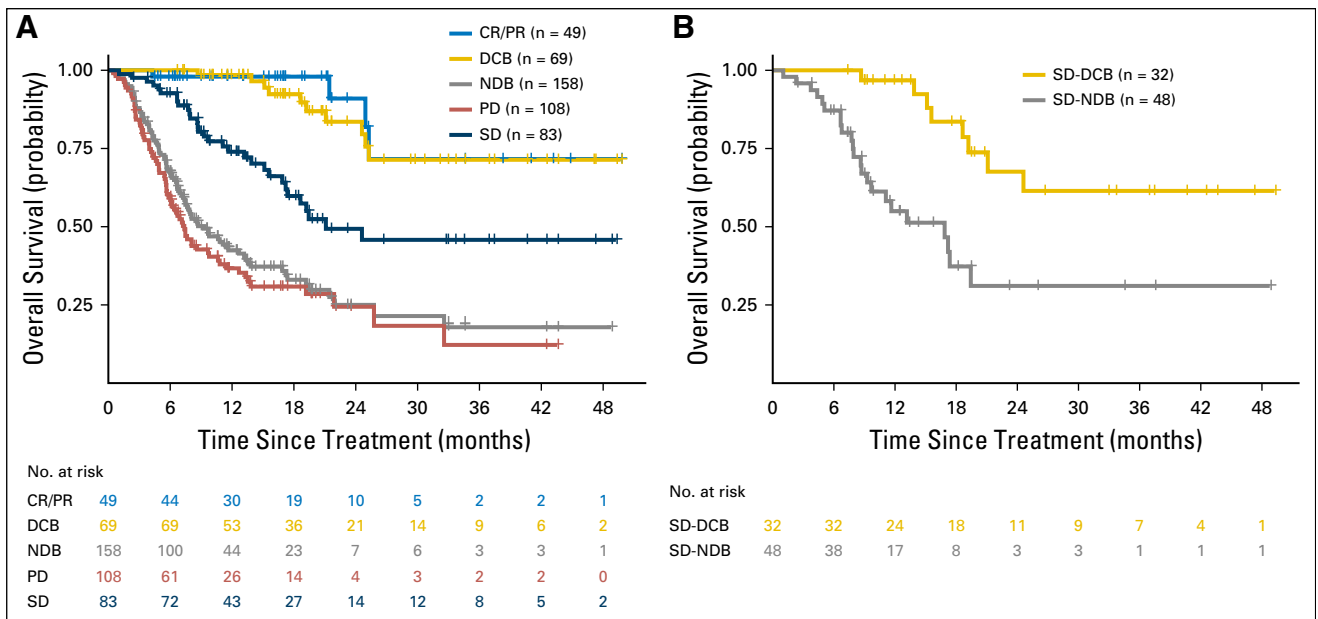 A
CR/PR (n = 49)
DCB (n = 69)
NDB (n = 158)
PD (n = 108)
SD (n = 83)
Overall Survival (probabilty)
1.00
0.75
0.50
0.25
0 6 12 18 24 30 36 42 48
Time Since Treatment (months)
No. at risk
CR/PR 49 44 30 19 10 5 2 2 1
DCB 69 69 53 36 21 14 9 6 2
NDB 158 100 44 23 7 6 3 3 1
PD 108 61 26 14 4 3 2 2 0
SD 83 72 43 27 14 12 8 5 2
B
SD-DCB (n = 32)
SD-NDB (n = 48)
Overall Survival (probabilty)
1.00
0.75
0.50
0.25
0 6 12 18 24 30 36 42 48
Time Since Treatment (months)
No. at risk
SD-DCB 32 32 24 18 11 9 7 4 1
SD-NDB 48 38 17 8 3 3 1 1 1